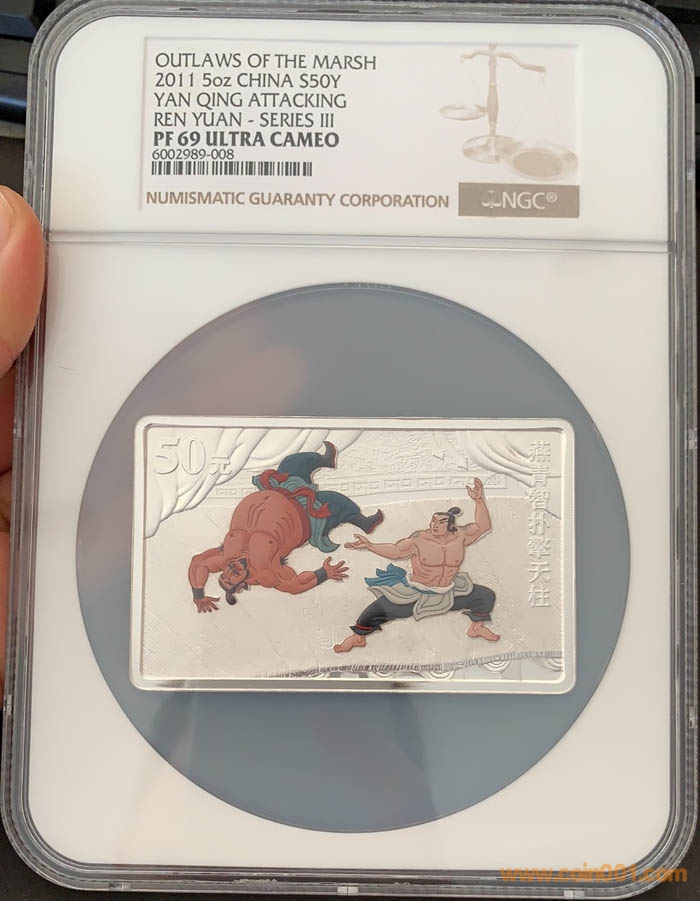 OUTLAWS OF THE MARSH
2011 5oz CHINA S50Y
YAN QING ATTACKING
REN YUAN - SERIES III
PF 69 ULTRA CAMEO
6002989-008
NUMISMATIC GUARANTY CORPORATION
NGC®
50元
燕青智扑擎天柱
www.coin001.com